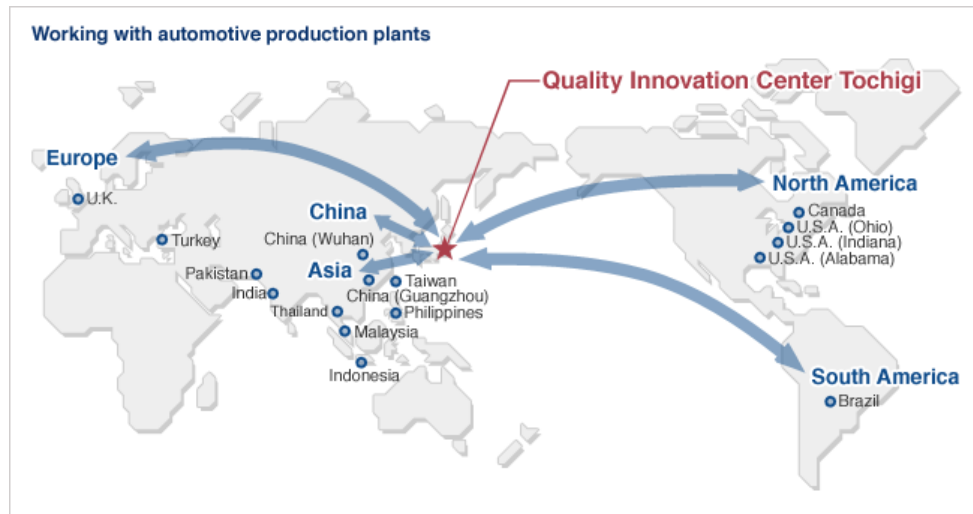 Working with automotive production plants
Quality Innovation Center Tochigi
Europe
U.K.
Turkey
China
China (Wuhan)
Asia
Pakistan
India
Thailand
Taiwan
China (Guangzhou)
Philippines
Malaysia
Indonesia
North America
Canada
U.S.A. (Ohio)
U.S.A. (Indiana)
U.S.A. (Alabama)
South America
Brazil